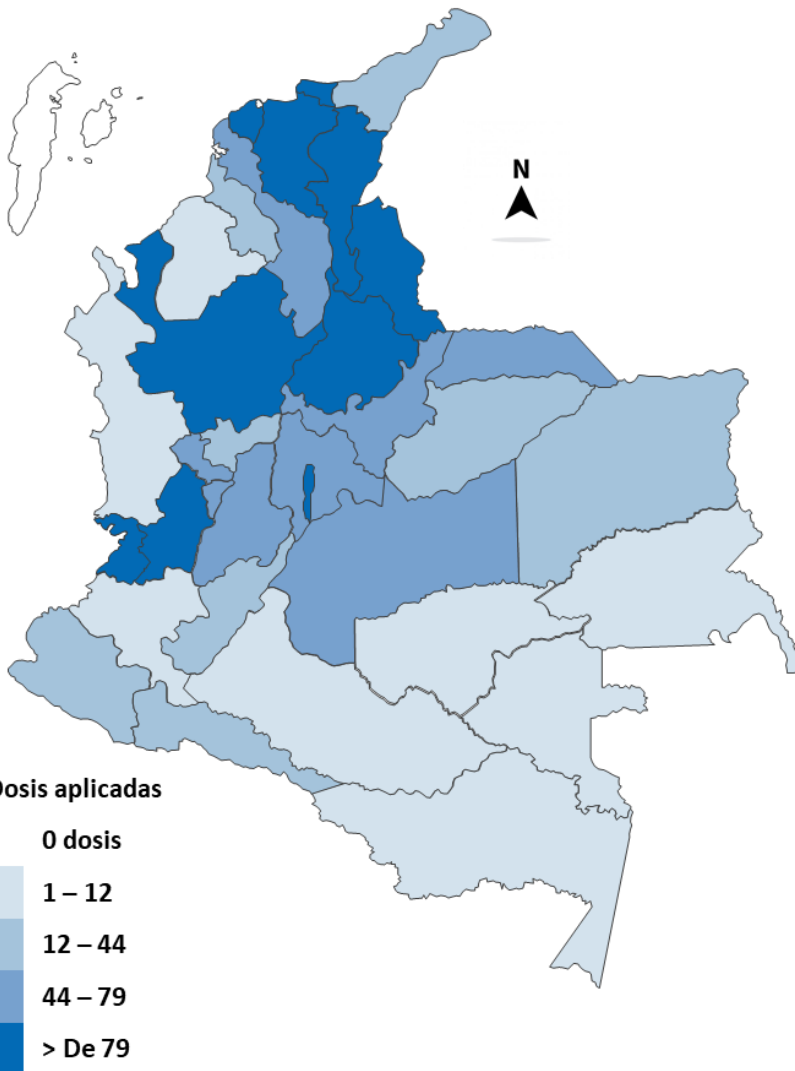 N
Dosis aplicadas
0 dosis
1 – 12
12 – 44
44 – 79
> De 79